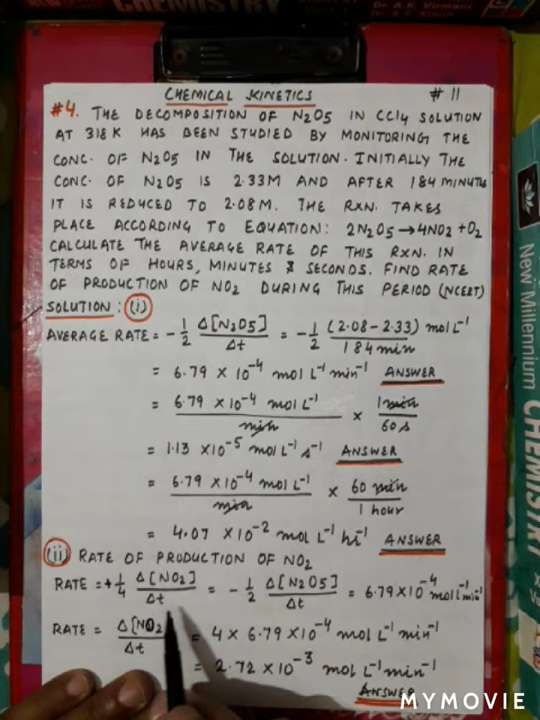 Dr. A.K. Virmani
CHEMICAL KINETICS # 11
#4. THE DECOMPOSITION OF N2O5 IN CCl4 SOLUTION
AT 318 K HAS BEEN STUDIED BY MONITORING THE
CONC. OF N2O5 IN THE SOLUTION. INITIALLY THE
CONC. OF N2O5 IS 2.33M AND AFTER 184 MINUTES
IT IS REDUCED TO 2.08M. THE RXN. TAKES
PLACE ACCORDING TO EQUATION: 2N2O5 → 4NO2 + O2
CALCULATE THE AVERAGE RATE OF THIS RXN. IN
TERMS OF HOURS, MINUTES & SECONDS. FIND RATE
OF PRODUCTION OF NO2 DURING THIS PERIOD (NCERT)
SOLUTION: (i)
AVERAGE RATE = -1/2 Δ[N2O5]/Δt = -1/2 (2.08-2.33) mol L⁻¹/184 min
= 6.79 × 10⁻⁴ mol L⁻¹ min⁻¹ ANSWER
= 6.79 × 10⁻⁴ mol L⁻¹/min × 1min/60 s
= 1.13 × 10⁻⁵ mol L⁻¹ s⁻¹ ANSWER
= 6.79 × 10⁻⁴ mol L⁻¹/min × 60 min/1 hour
= 4.07 × 10⁻² mol L⁻¹ hr⁻¹ ANSWER
(ii) RATE OF PRODUCTION OF NO2
RATE = +1/4 Δ[NO2]/Δt = -1/2 Δ[N2O5]/Δt = 6.79×10⁻⁴ mol L⁻¹ min⁻¹
RATE = Δ[NO2/Δt = 4 × 6.79 × 10⁻⁴ mol L⁻¹ min⁻¹
= 2.72 × 10⁻³ mol L⁻¹ min⁻¹
ANSWER
New Millennium
MYMOVIE